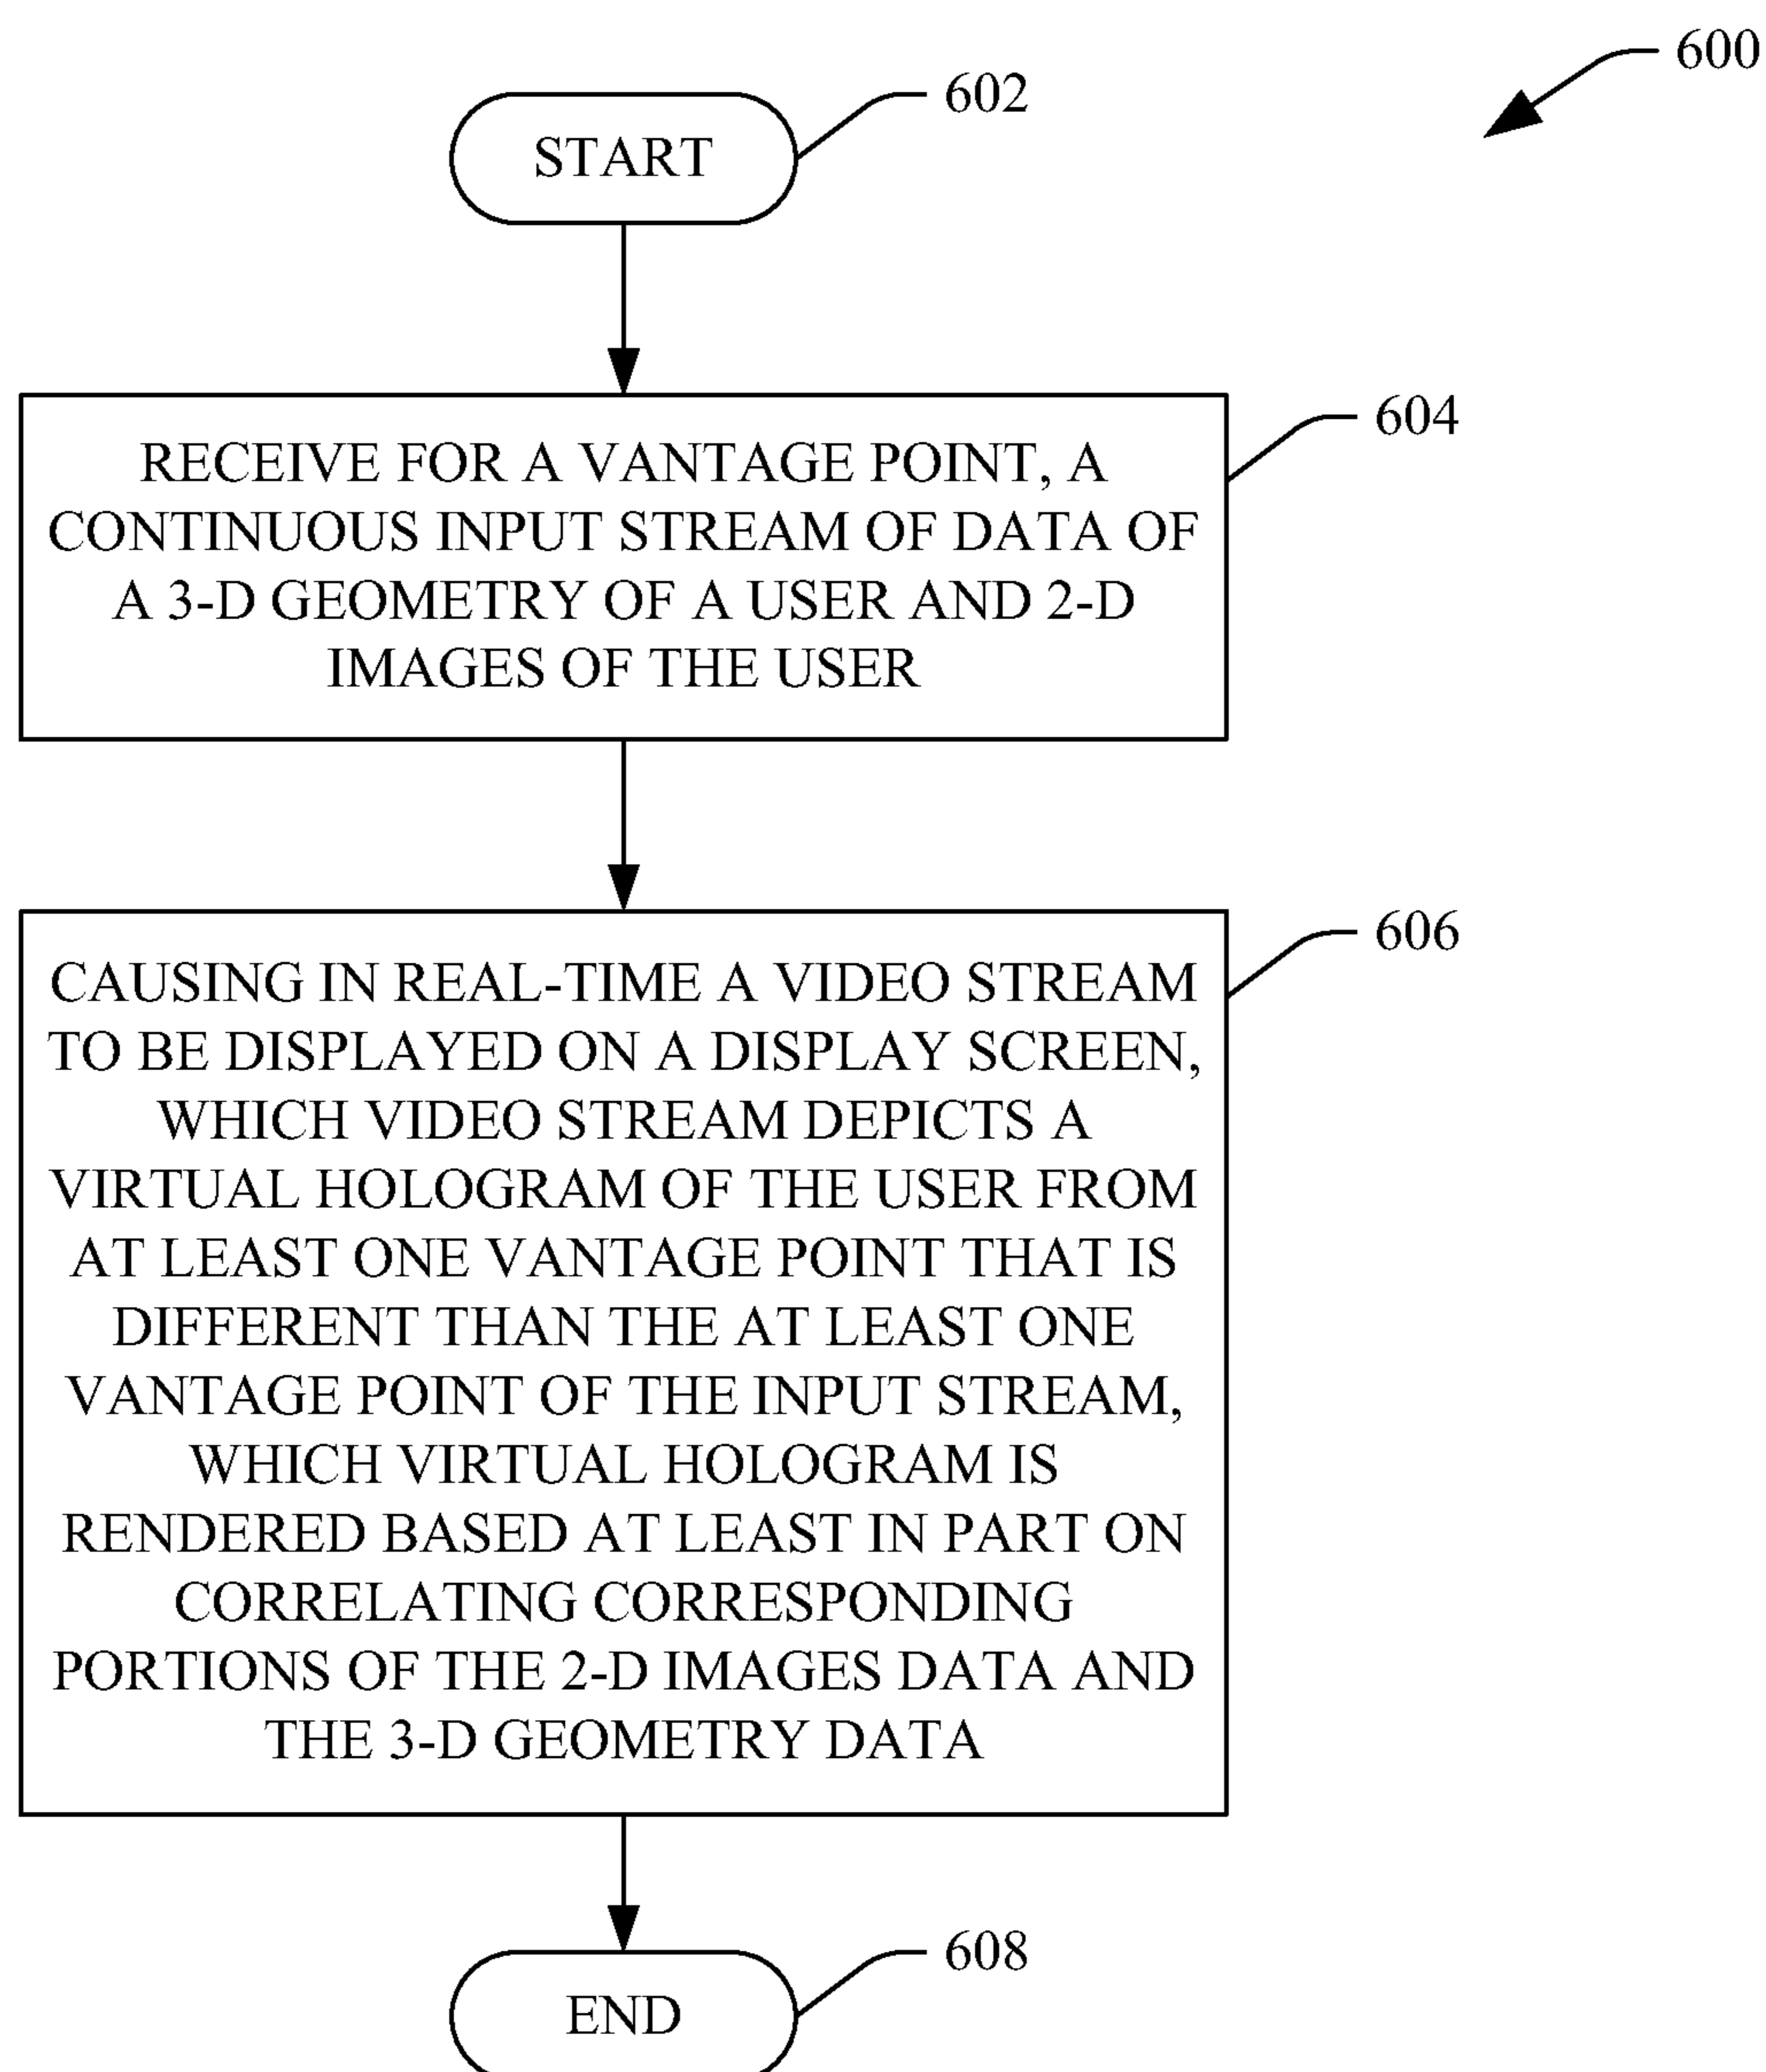 600
602
START
604
RECEIVE FOR A VANTAGE POINT, A
CONTINUOUS INPUT STREAM OF DATA OF
A 3-D GEOMETRY OF A USER AND 2-D
IMAGES OF THE USER
606
CAUSING IN REAL-TIME A VIDEO STREAM
TO BE DISPLAYED ON A DISPLAY SCREEN,
WHICH VIDEO STREAM DEPICTS A
VIRTUAL HOLOGRAM OF THE USER FROM
AT LEAST ONE VANTAGE POINT THAT IS
DIFFERENT THAN THE AT LEAST ONE
VANTAGE POINT OF THE INPUT STREAM,
WHICH VIRTUAL HOLOGRAM IS
RENDERED BASED AT LEAST IN PART ON
CORRELATING CORRESPONDING
PORTIONS OF THE 2-D IMAGES DATA AND
THE 3-D GEOMETRY DATA
608
END